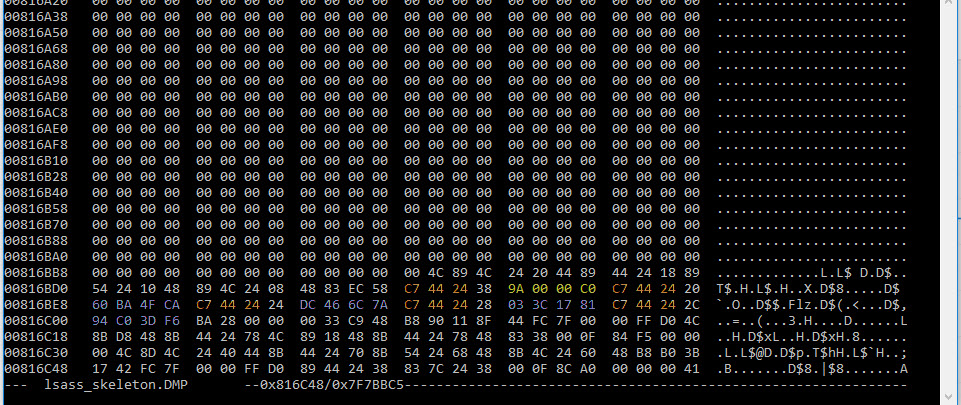 00816A20 00 00 00 00 00 00 00 00 00 00 00 00 00 00 00 00 00 00 00 00 00 00 00 00 ........................
00816A38 00 00 00 00 00 00 00 00 00 00 00 00 00 00 00 00 00 00 00 00 00 00 00 00 ........................
00816A50 00 00 00 00 00 00 00 00 00 00 00 00 00 00 00 00 00 00 00 00 00 00 00 00 ........................
00816A68 00 00 00 00 00 00 00 00 00 00 00 00 00 00 00 00 00 00 00 00 00 00 00 00 ........................
00816A80 00 00 00 00 00 00 00 00 00 00 00 00 00 00 00 00 00 00 00 00 00 00 00 00 ........................
00816A98 00 00 00 00 00 00 00 00 00 00 00 00 00 00 00 00 00 00 00 00 00 00 00 00 ........................
00816AB0 00 00 00 00 00 00 00 00 00 00 00 00 00 00 00 00 00 00 00 00 00 00 00 00 ........................
00816AC8 00 00 00 00 00 00 00 00 00 00 00 00 00 00 00 00 00 00 00 00 00 00 00 00 ........................
00816AE0 00 00 00 00 00 00 00 00 00 00 00 00 00 00 00 00 00 00 00 00 00 00 00 00 ........................
00816AF8 00 00 00 00 00 00 00 00 00 00 00 00 00 00 00 00 00 00 00 00 00 00 00 00 ........................
00816B10 00 00 00 00 00 00 00 00 00 00 00 00 00 00 00 00 00 00 00 00 00 00 00 00 ........................
00816B28 00 00 00 00 00 00 00 00 00 00 00 00 00 00 00 00 00 00 00 00 00 00 00 00 ........................
00816B40 00 00 00 00 00 00 00 00 00 00 00 00 00 00 00 00 00 00 00 00 00 00 00 00 ........................
00816B58 00 00 00 00 00 00 00 00 00 00 00 00 00 00 00 00 00 00 00 00 00 00 00 00 ........................
00816B70 00 00 00 00 00 00 00 00 00 00 00 00 00 00 00 00 00 00 00 00 00 00 00 00 ........................
00816B88 00 00 00 00 00 00 00 00 00 00 00 00 00 00 00 00 00 00 00 00 00 00 00 00 ........................
00816BA0 00 00 00 00 00 00 00 00 00 00 00 00 00 00 00 00 00 00 00 00 00 00 00 00 ........................
00816BB8 00 00 00 00 00 00 00 00 00 00 00 00 00 4C 89 4C 24 20 44 89 44 24 18 89 .............L.L$ D.D$..
00816BD0 54 24 10 48 89 4C 24 08 48 83 EC 58 C7 44 24 38 9A 00 00 C0 C7 44 24 20 T$.H.L$.H..X.D$8.....D$
00816BE8 60 BA 4F CA C7 44 24 24 DC 46 6C 7A C7 44 24 28 03 3C 17 81 C7 44 24 2C `.O..D$$.Flz.D$(.<...D$,
00816C00 94 C0 3D F6 BA 28 00 00 00 33 C9 48 B8 90 11 8F 44 FC 7F 00 00 FF D0 4C ..=..(...3.H....D......L
00816C18 8B D8 48 8B 44 24 78 4C 89 18 48 8B 44 24 78 48 83 38 00 0F 84 F5 00 00 ..H.D$xL..H.D$xH.8......
00816C30 00 4C 8D 4C 24 40 44 8B 44 24 70 8B 54 24 68 48 8B 4C 24 60 48 B8 B0 3B .L.L$@D.D$p.T$hH.L$`H..;
00816C48 17 42 FC 7F 00 00 FF D0 89 44 24 38 83 7C 24 38 00 0F 8C A0 00 00 00 41 .B.......D$8.|$8.......A
--- lsass_skeleton.DMP --0x816C48/0x7F7BBC5---------------------------------------------------------------